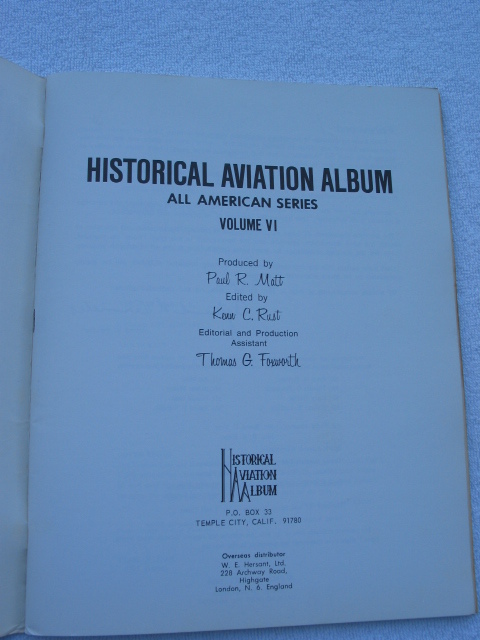 HISTORICAL AVIATION ALBUM
ALL AMERICAN SERIES
VOLUME VI
Produced by
Paul R. Matt
Edited by
Kenn C. Rust
Editorial and Production
Assistant
Thomas G. Foxworth
HISTORICAL
AVIATION
ALBUM
P.O. BOX 33
TEMPLE CITY, CALIF. 91780
Overseas distributor
W. E. Hersant, Ltd.
228 Archway Road,
Highgate
London, N. 6. England